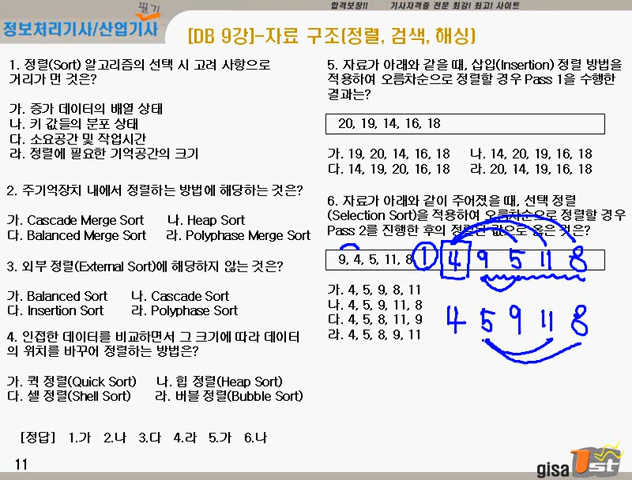 합격보장!! 기사자격증 전문 최강! 최고! 사이트
필기
정보처리기사/산업기사
[DB 9강]-자료 구조(정렬, 검색, 해싱)
1. 정렬(Sort) 알고리즘의 선택 시 고려 사항으로
거리가 먼 것은?
가. 증가 데이터의 배열 상태
나. 키 값들의 분포 상태
다. 소요공간 및 작업시간
라. 정렬에 필요한 기억공간의 크기
2. 주기억장치 내에서 정렬하는 방법에 해당하는 것은?
가. Cascade Merge Sort 나. Heap Sort
다. Balanced Merge Sort 라. Polyphase Merge Sort
3. 외부 정렬(External Sort)에 해당하지 않는 것은?
가. Balanced Sort 나. Cascade Sort
다. Insertion Sort 라. Polyphase Sort
4. 인접한 데이터를 비교하면서 그 크기에 따라 데이터
의 위치를 바꾸어 정렬하는 방법은?
가. 퀵 정렬(Quick Sort) 나. 힙 정렬(Heap Sort)
다. 셀 정렬(Shell Sort) 라. 버블 정렬(Bubble Sort)
[정답] 1.가 2.나 3.다 4.라 5.가 6.나
11
5. 자료가 아래와 같을 때, 삽입(Insertion) 정렬 방법을
적용하여 오름차순으로 정렬할 경우 Pass 1을 수행한
결과는?
20, 19, 14, 16, 18
가. 19, 20, 14, 16, 18 나. 14, 20, 19, 16, 18
다. 14, 19, 20, 16, 18 라. 20, 14, 19, 16, 18
6. 자료가 아래와 같이 주어졌을 때, 선택 정렬
(Selection Sort)을 적용하여 오름차순으로 정렬할 경우
Pass 2를 진행한 후의 정렬된 값으로 옳은 것은?
9, 4, 5, 11, 8
① 4 9 5 11 8
가. 4, 5, 9, 8, 11
나. 4, 5, 9, 11, 8
다. 4, 5, 8, 11, 9
라. 4, 5, 8, 9, 11
4 5 9 11 8
gisa 1st